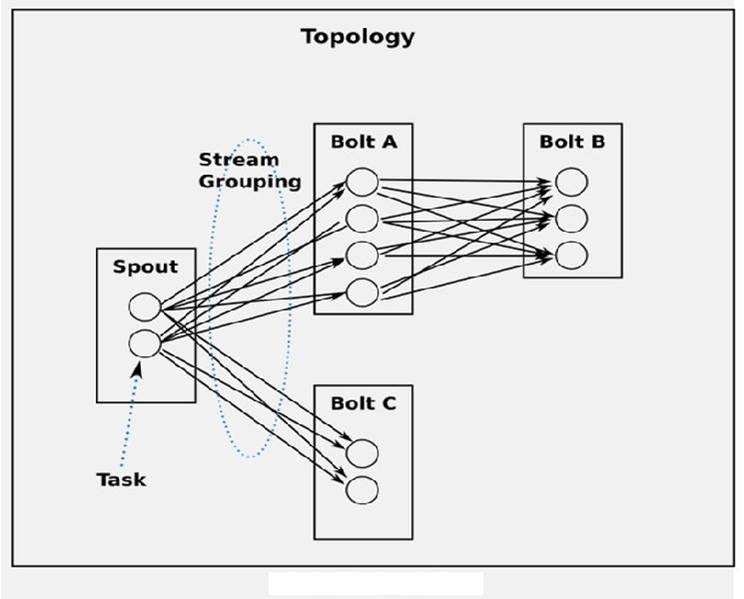 Topology
Stream
Grouping
Bolt A
Bolt B
Spout
Bolt C
Task